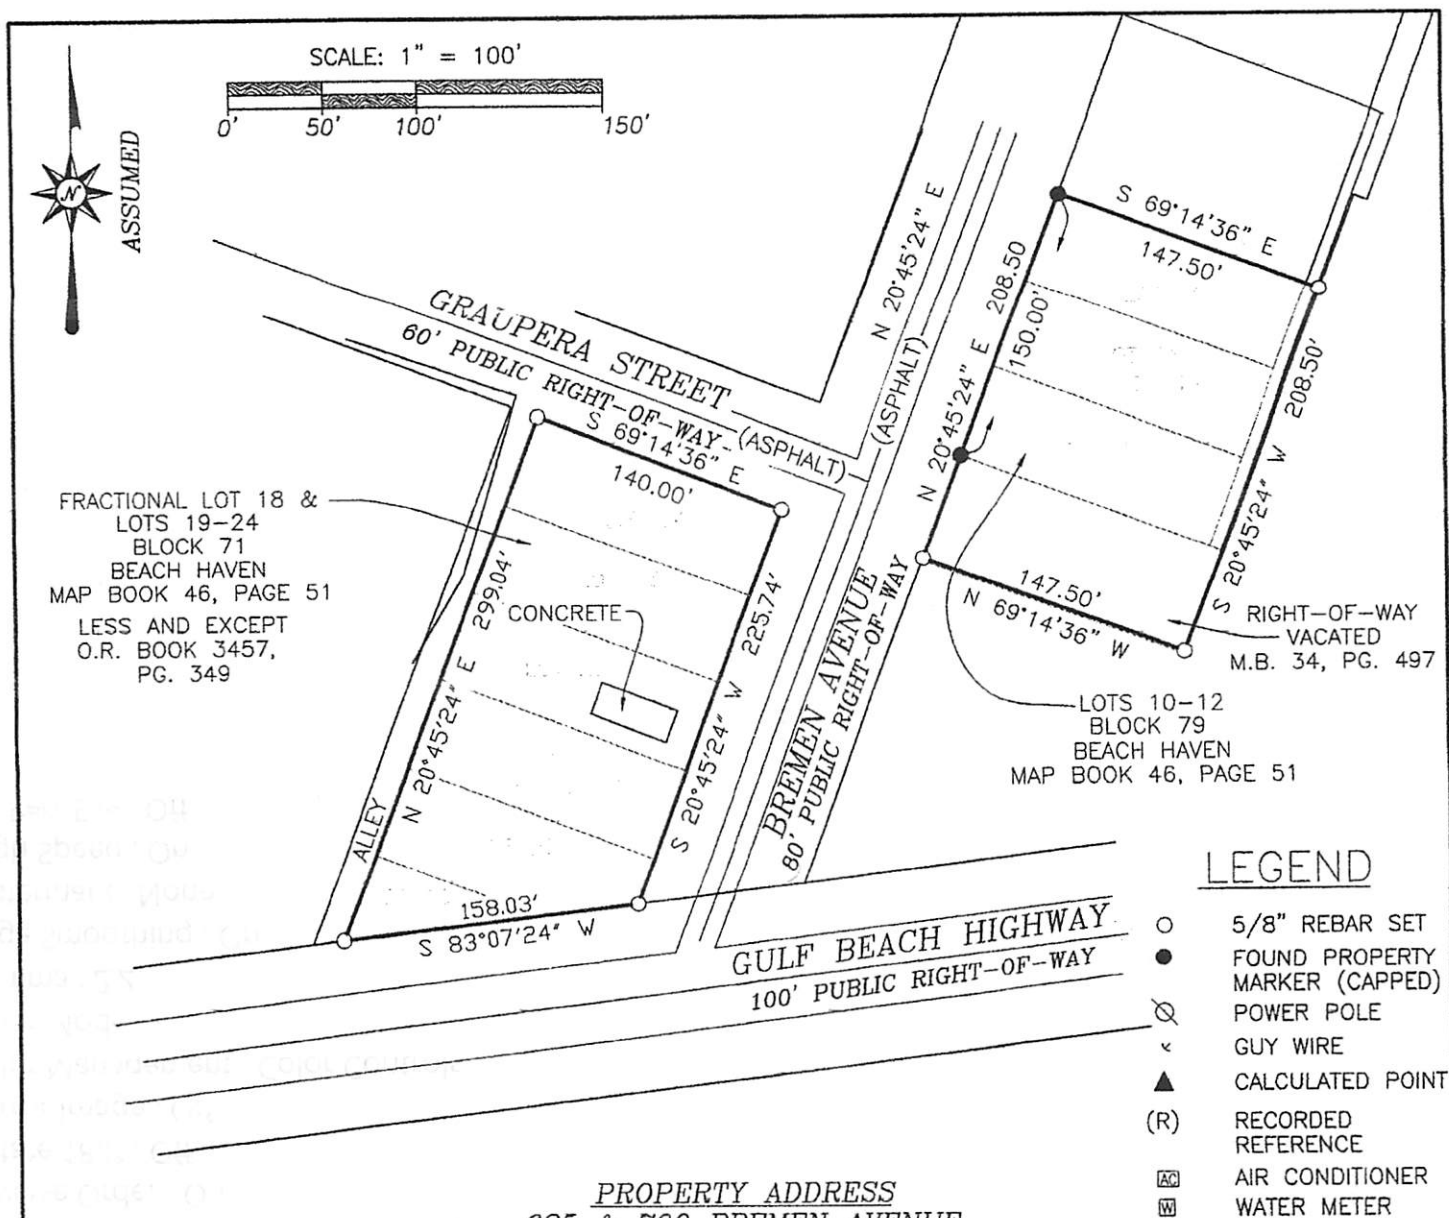 SCALE: 1" = 100'
0' 50' 100' 150'
N
ASSUMED
GRAUPERA STREET
60' PUBLIC RIGHT-OF-WAY
(ASPHALT)
S 69°14'36" E
140.00'
FRACTIONAL LOT 18 &
LOTS 19-24
BLOCK 71
BEACH HAVEN
MAP BOOK 46, PAGE 51
LESS AND EXCEPT
O.R. BOOK 3457,
PG. 349
299.04'
N 20°45'24" E
CONCRETE
225.74'
S 20°45'24" W
ALLEY
158.03'
S 83°07'24" W
N 20°45'24" E
(ASPHALT)
BREMEN AVENUE
80' PUBLIC RIGHT-OF-WAY
S 69°14'36" E
147.50'
N 20°45'24" E 208.50
150.00'
S 20°45'24" W 208.50'
147.50'
N 69°14'36" W
RIGHT-OF-WAY
VACATED
M.B. 34, PG. 497
LOTS 10-12
BLOCK 79
BEACH HAVEN
MAP BOOK 46, PAGE 51
GULF BEACH HIGHWAY
100' PUBLIC RIGHT-OF-WAY
LEGEND
5/8" REBAR SET
FOUND PROPERTY
MARKER (CAPPED)
POWER POLE
GUY WIRE
CALCULATED POINT
(R) RECORDED
REFERENCE
AC AIR CONDITIONER
W WATER METER
PROPERTY ADDRESS
BREMEN AVENUE